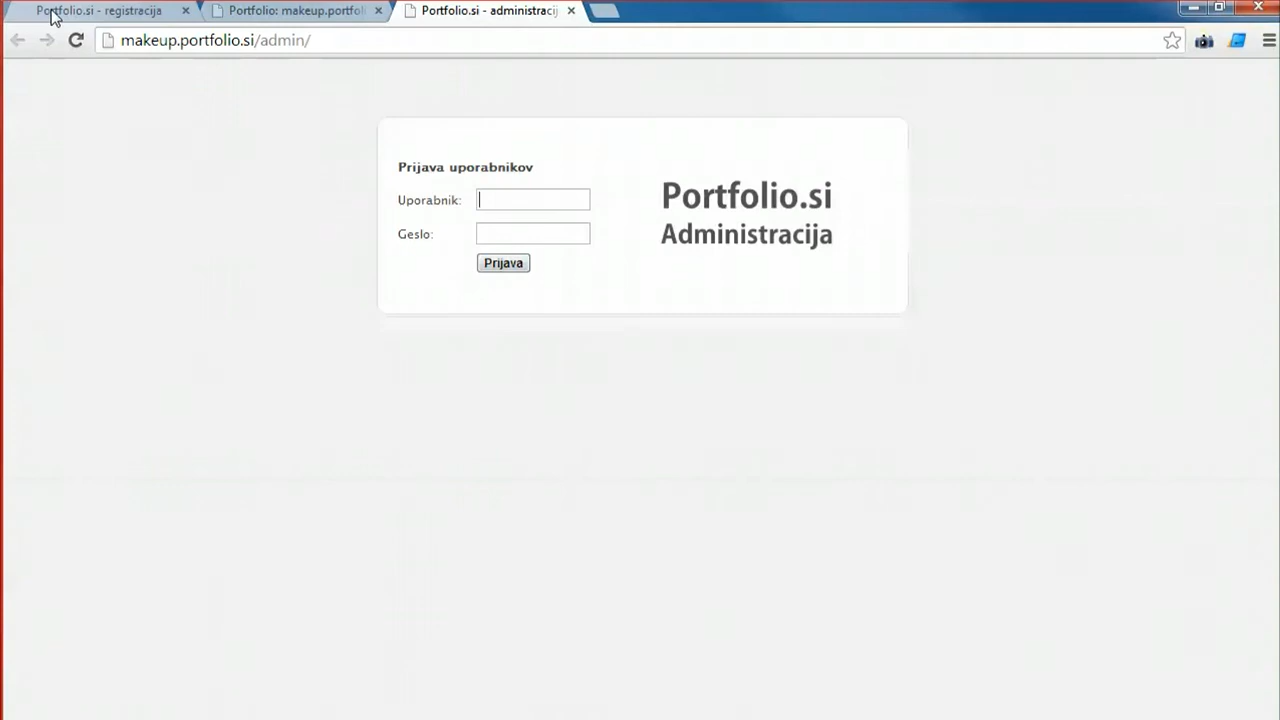 Portfolio.si - registracija
Portfolio: makeup.portfoli
Portfolio.si - administracij
makeup.portfolio.si/admin/
Prijava uporabnikov
Uporabnik:
Geslo:
Prijava
Portfolio.si
Administracija